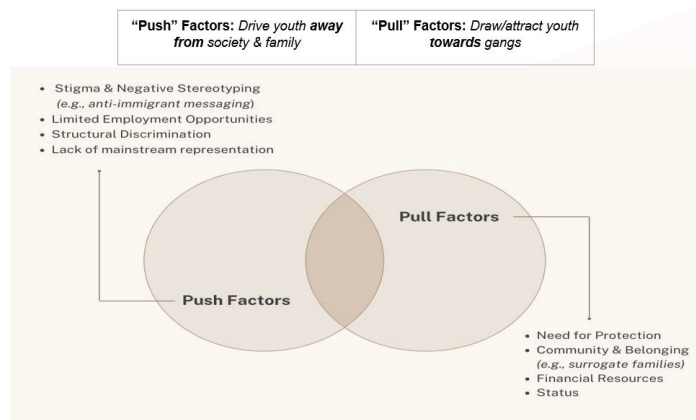 “Push” Factors: Drive youth away
from society & family
“Pull” Factors: Draw/attract youth
towards gangs
• Stigma & Negative Stereotyping
(e.g., anti-immigrant messaging)
• Limited Employment Opportunities
• Structural Discrimination
• Lack of mainstream representation
Pull Factors
Push Factors
• Need for Protection
• Community & Belonging
(e.g., surrogate families)
• Financial Resources
• Status